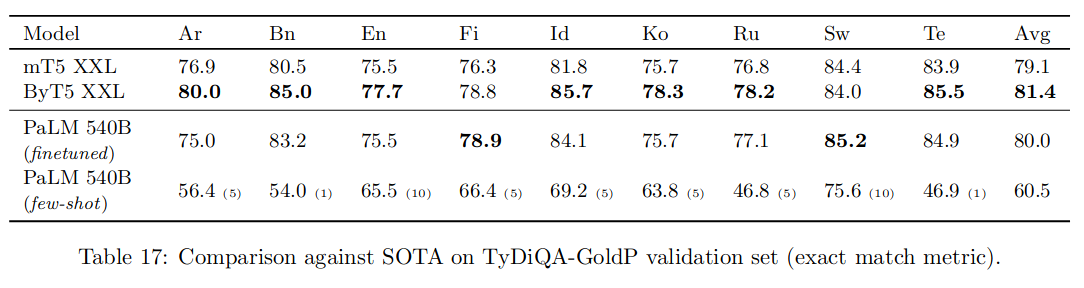 Model Ar Bn En Fi Id Ko Ru Sw Te Avg
mT5 XXL 76.9 80.5 75.5 76.3 81.8 75.7 76.8 84.4 83.9 79.1
ByT5 XXL 80.0 85.0 77.7 78.8 85.7 78.3 78.2 84.0 85.5 81.4
PaLM 540B (finetuned) 75.0 83.2 75.5 78.9 84.1 75.7 77.1 85.2 84.9 80.0
PaLM 540B (few-shot) 56.4 (5) 54.0 (1) 65.5 (10) 66.4 (5) 69.2 (5) 63.8 (5) 46.8 (5) 75.6 (10) 46.9 (1) 60.5
Table 17: Comparison against SOTA on TyDiQA-GoldP validation set (exact match metric).